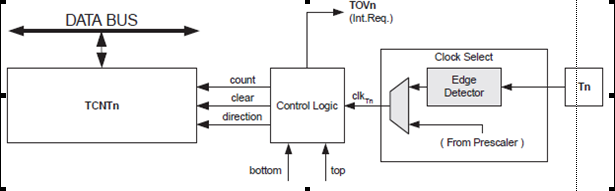 DATA BUS
TOVn
(Int.Req.)
Clock Select
TCNTn
count
clear
direction
Control Logic
clkTn
Edge
Detector
Tn
( From Prescaler )
bottom
top